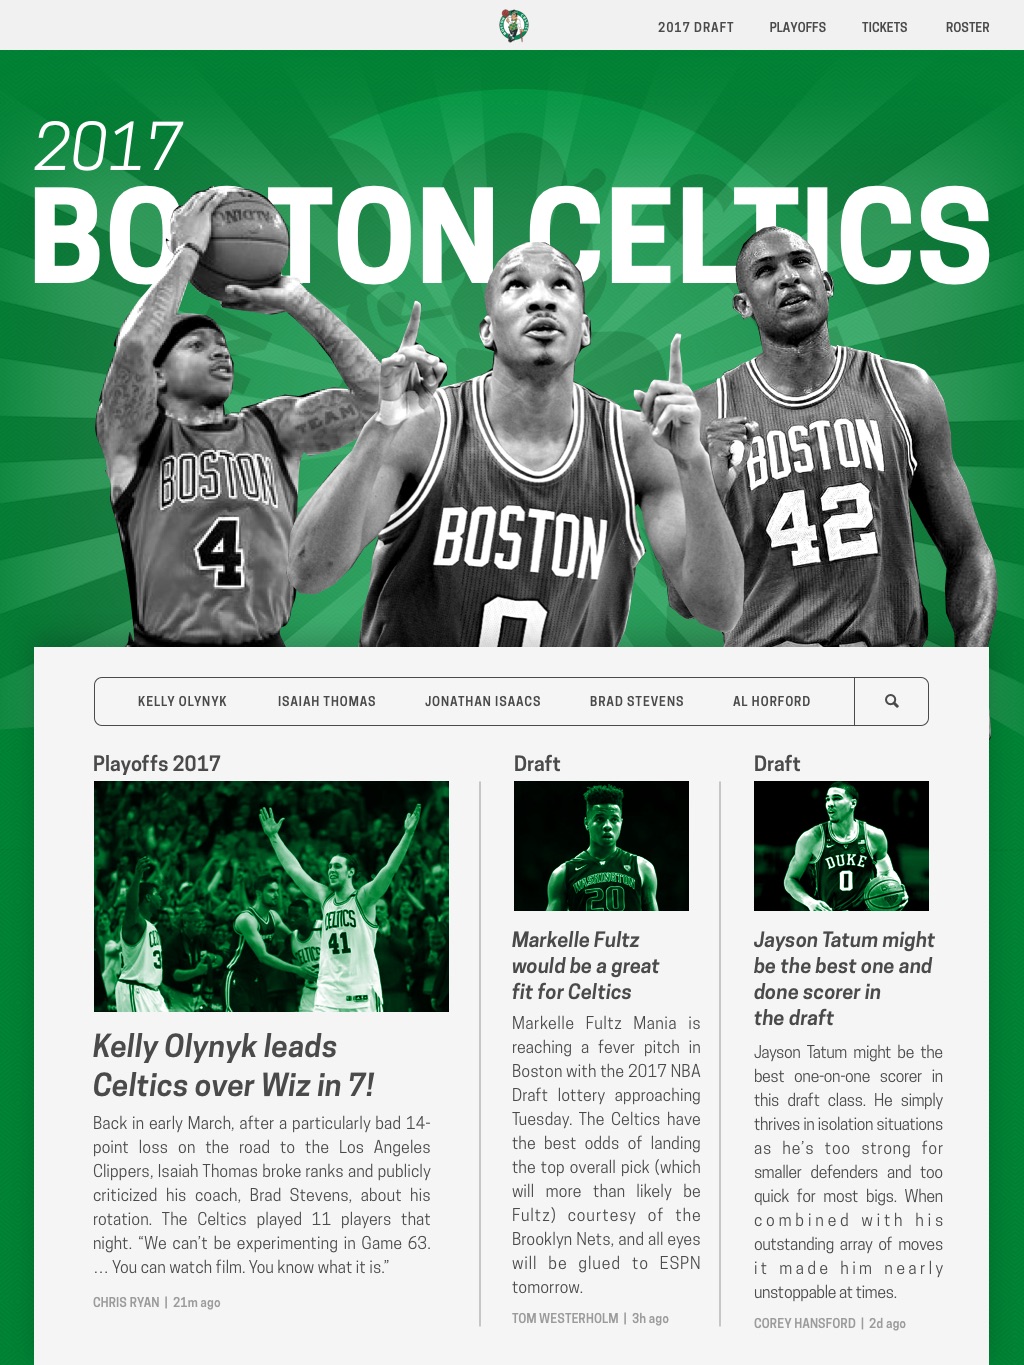 2017 DRAFT PLAYOFFS TICKETS ROSTER
2017
BOSTON CELTICS
TEAM
BOSTON
4
BOSTON
0
BOSTON
42
KELLY OLYNYK ISAIAH THOMAS JONATHAN ISAACS BRAD STEVENS AL HORFORD
Playoffs 2017
CELTICS
41
3
Kelly Olynyk leads
Celtics over Wiz in 7!
Back in early March, after a particularly bad 14-
point loss on the road to the Los Angeles
Clippers, Isaiah Thomas broke ranks and publicly
criticized his coach, Brad Stevens, about his
rotation. The Celtics played 11 players that
night. “We can’t be experimenting in Game 63.
… You can watch film. You know what it is.”
CHRIS RYAN | 21m ago
Draft
WASHINGTON
20
Markelle Fultz
would be a great
fit for Celtics
Markelle Fultz Mania is
reaching a fever pitch in
Boston with the 2017 NBA
Draft lottery approaching
Tuesday. The Celtics have
the best odds of landing
the top overall pick (which
will more than likely be
Fultz) courtesy of the
Brooklyn Nets, and all eyes
will be glued to ESPN
tomorrow.
TOM WESTERHOLM | 3h ago
Draft
DUKE
0
Jayson Tatum might
be the best one and
done scorer in
the draft
Jayson Tatum might be the
best one-on-one scorer in
this draft class. He simply
thrives in isolation situations
as he’s too strong for
smaller defenders and too
quick for most bigs. When
combined with his
outstanding array of moves
it made him nearly
unstoppable at times.
COREY HANSFORD | 2d ago